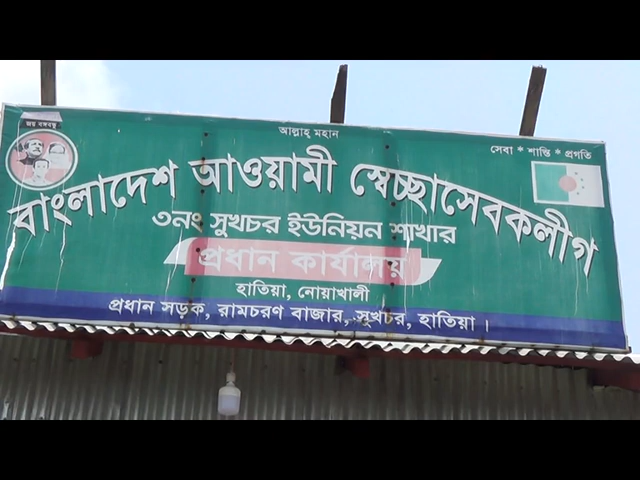 আল্লাহ্ মহান
জয় বঙ্গবন্ধু
সেবা * শান্তি * প্রগতি
বাংলাদেশ আওয়ামী স্বেচ্ছাসেবকলীগ
৩নং সুখচর ইউনিয়ন শাখার
প্রধান কার্যালয়
হাতিয়া, নোয়াখালী
প্রধান সড়ক, রামচরণ বাজার, সুখচর, হাতিয়া ।